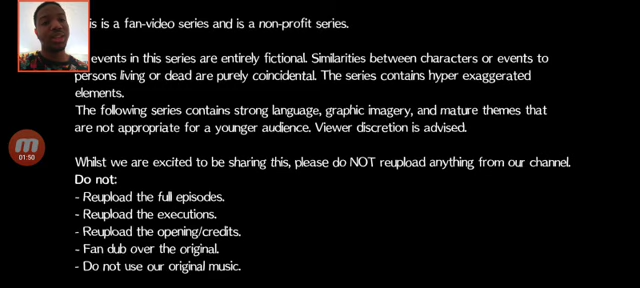 is is a fan-video series and is a non-profit series.
events in this series are entirely fictional. Similarities between characters or events to
persons living or dead are purely coincidental. The series contains hyper exaggerated
elements.
The following series contains strong language, graphic imagery, and mature themes that
are not appropriate for a younger audience. Viewer discretion is advised.
01:50
Whilst we are excited to be sharing this, please do NOT reupload anything from our channel.
Do not:
- Reupload the full episodes.
- Reupload the executions.
- Reupload the opening/credits.
- Fan dub over the original.
- Do not use our original music.